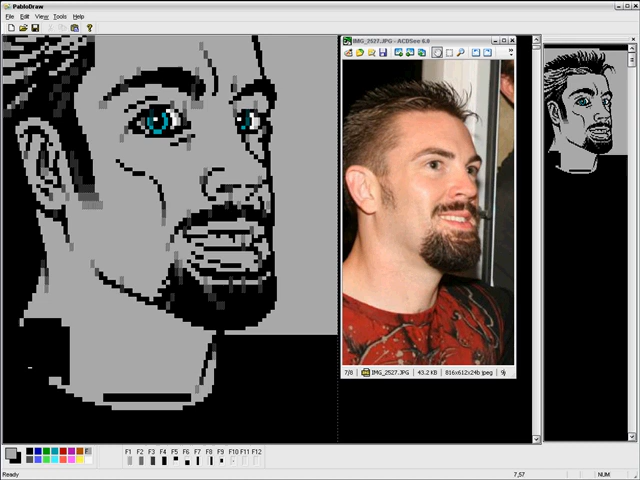 PabloDraw
File Edit View Tools Help
IMG_2527.JPG - ACDSee 6.0
7/8 IMG_2527.JPG 43.2 KB 816x612x24b jpeg
F1 F2 F3 F4 F5 F6 F7 F8 F9 F10 F11 F12
Ready 7,57 NUM